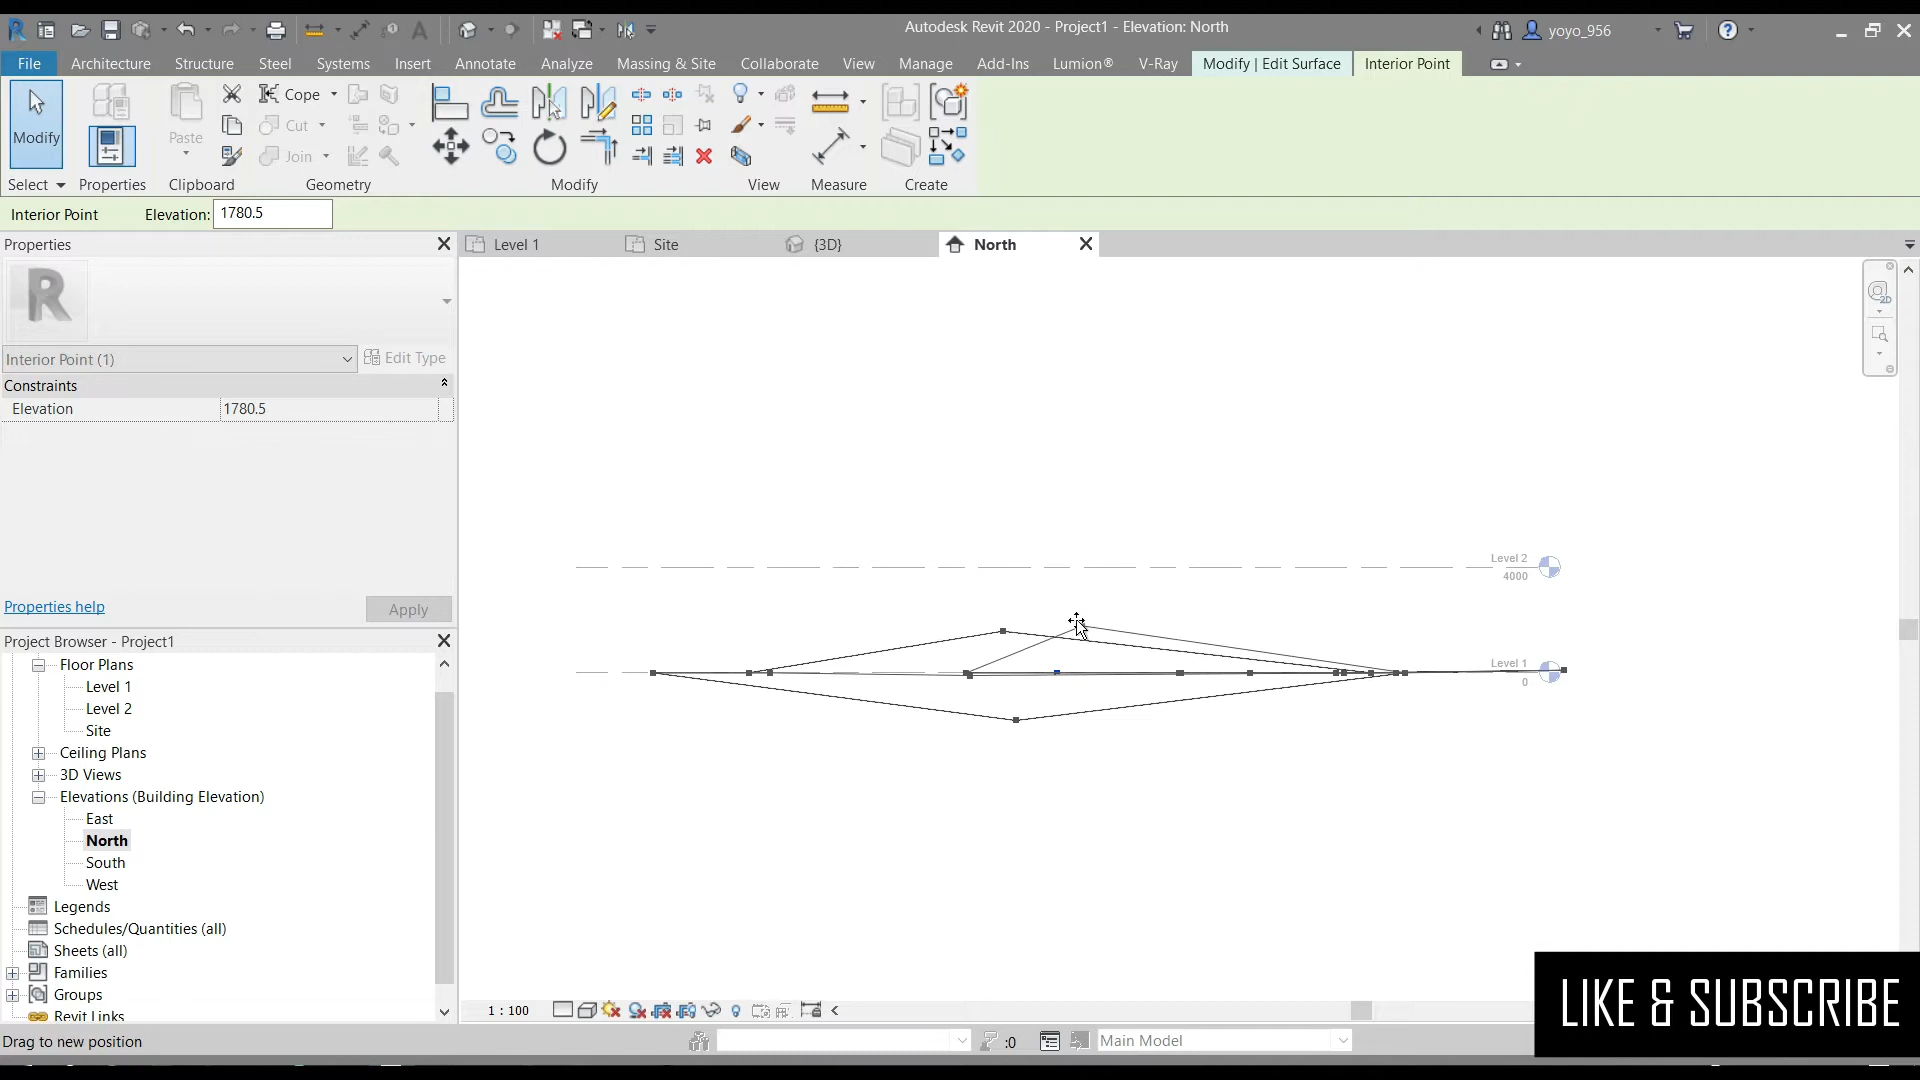 Autodesk Revit 2020 - Project1 - Elevation: North
yoyo_956
File
Architecture
Structure
Steel
Systems
Insert
Annotate
Analyze
Massing & Site
Collaborate
View
Manage
Add-Ins
Lumion®
V-Ray
Modify | Edit Surface
Interior Point
Modify
Paste
Cope
Cut
Join
Select
Properties
Clipboard
Geometry
Modify
View
Measure
Create
Interior Point
Elevation:
1780.5
Properties
Level 1
Site
{3D}
North
R
Interior Point (1)
Edit Type
Constraints
Elevation
1780.5
Properties help
Apply
Project Browser - Project1
Floor Plans
Level 1
Level 2
Site
Ceiling Plans
3D Views
Elevations (Building Elevation)
East
North
South
West
Legends
Schedules/Quantities (all)
Sheets (all)
Families
Groups
Revit Links
2D
Level 2
4000
Level 1
0
1 : 100
Drag to new position
:0
Main Model
LIKE & SUBSCRIBE